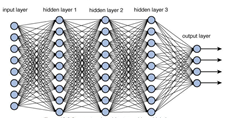 input layer
hidden layer 1
hidden layer 2
hidden layer 3
output layer